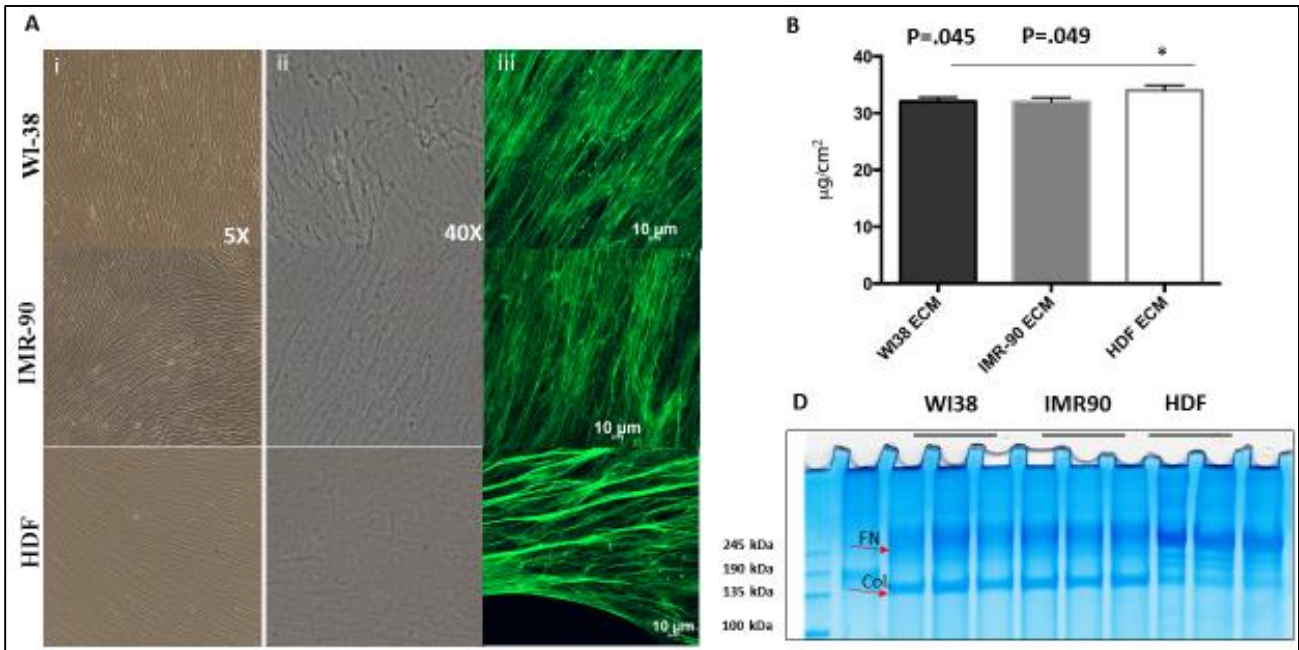 A
i
ii
iii
WI-38
5X
40X
10 μm
IMR-90
10 μm
HDF
10 μm
B
P=.045
P=.049
*
40
30
20
10
0
μg/cm²
WI38 ECM
IMR-90 ECM
HDF ECM
D
WI38
IMR90
HDF
FN
245 kDa
190 kDa
Col
135 kDa
100 kDa